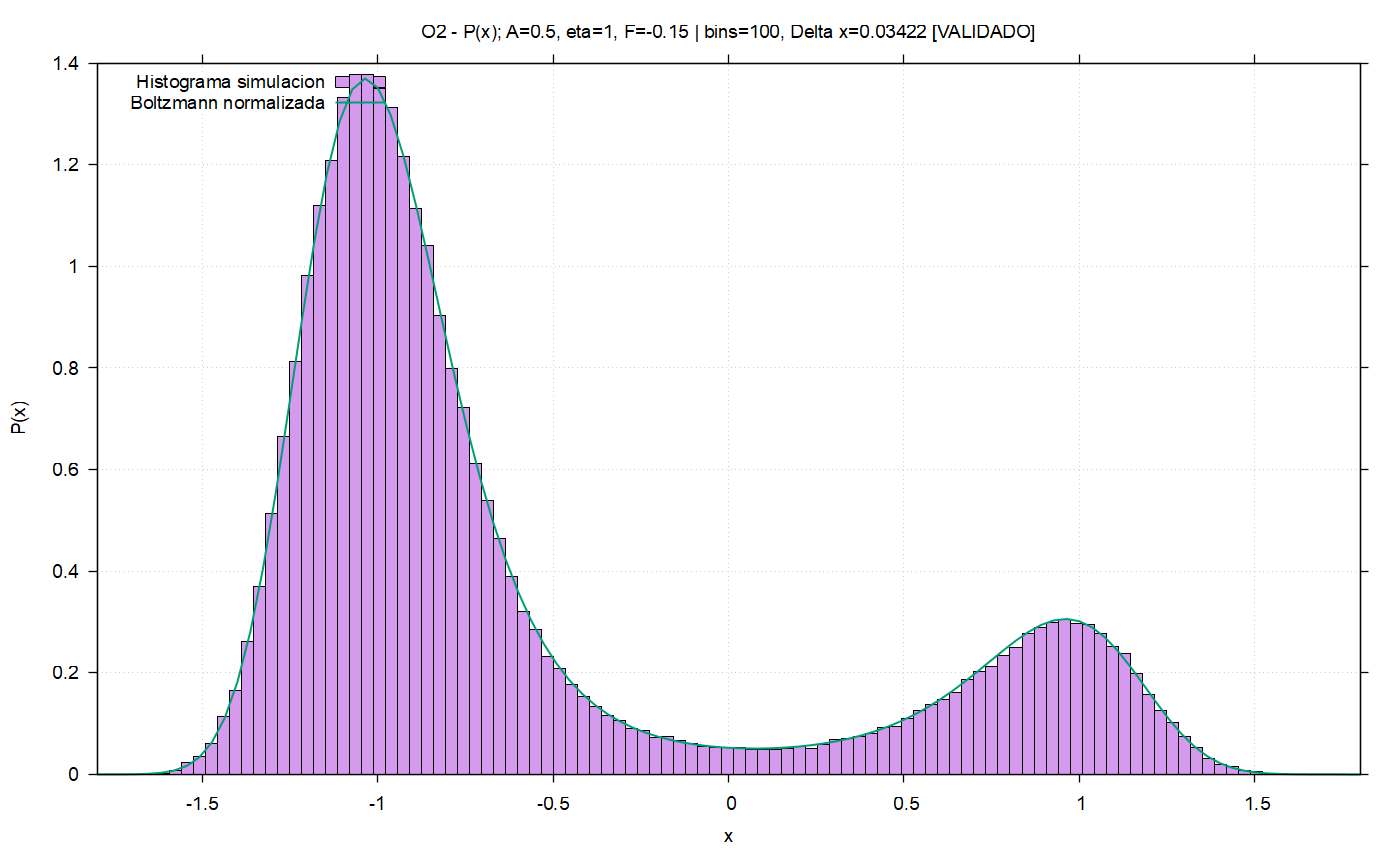 O2 - P(x); A=0.5, eta=1, F=-0.15 | bins=100, Delta x=0.03422 [VALIDADO]
Histograma simulacion
Boltzmann normalizada
1.4
1.2
1
0.8
0.6
0.4
0.2
0
P(x)
-1.5 -1 -0.5 0 0.5 1 1.5
x